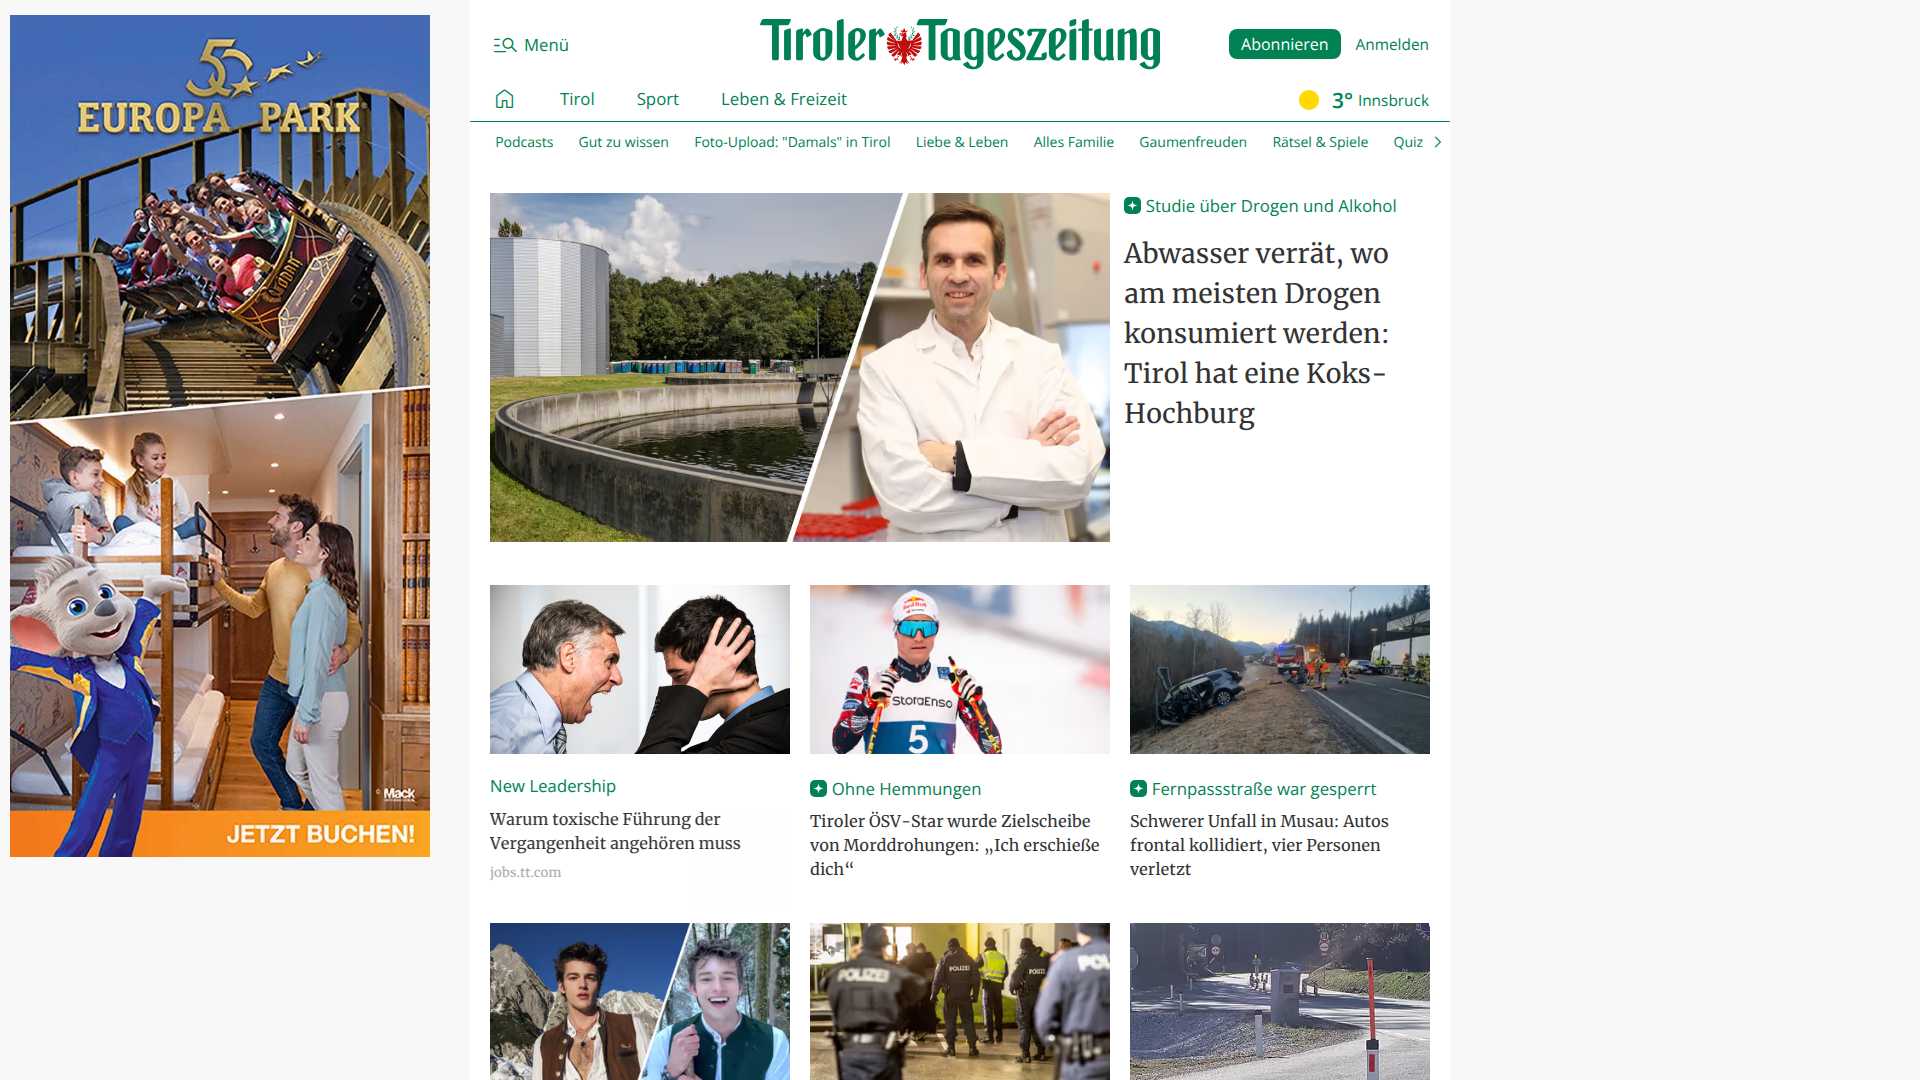 50
EUROPA PARK
WODAN
© Mack
JETZT BUCHEN!
Menü
Tiroler Tageszeitung
Abonnieren
Anmelden
Tirol
Sport
Leben & Freizeit
3° Innsbruck
Podcasts
Gut zu wissen
Foto-Upload: "Damals" in Tirol
Liebe & Leben
Alles Familie
Gaumenfreuden
Rätsel & Spiele
Quiz
Studie über Drogen und Alkohol
Abwasser verrät, wo
am meisten Drogen
konsumiert werden:
Tirol hat eine Koks-
Hochburg
New Leadership
Warum toxische Führung der
Vergangenheit angehören muss
jobs.tt.com
Red Bull
StoraEnso
5
Ohne Hemmungen
Tiroler ÖSV-Star wurde Zielscheibe
von Morddrohungen: „Ich erschieße
dich“
Fernpassstraße war gesperrt
Schwerer Unfall in Musau: Autos
frontal kollidiert, vier Personen
verletzt
POLIZEI
POLIZEI
POLIZEI
POL